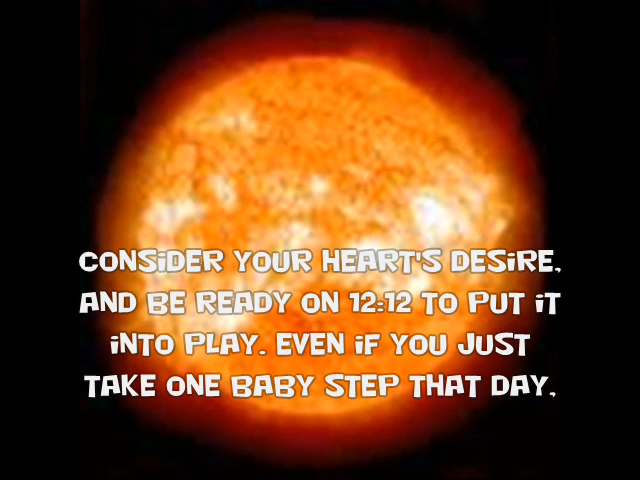 CONSIDER YOUR HEART'S DESIRE,
AND BE READY ON 12:12 TO PUT IT
INTO PLAY. EVEN IF YOU JUST
TAKE ONE BABY STEP THAT DAY,